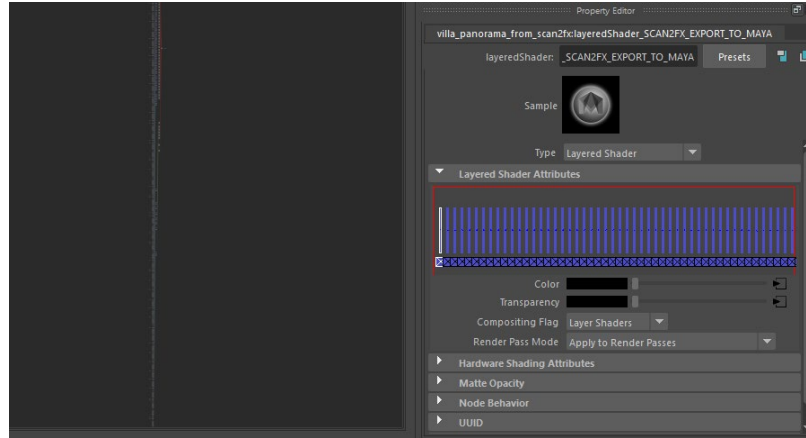 Property Editor
villa_panorama_from_scan2fx:layeredShader_SCAN2FX_EXPORT_TO_MAYA
layeredShader: _SCAN2FX_EXPORT_TO_MAYA Presets
Sample
Type Layered Shader
Layered Shader Attributes
Color
Transparency
Compositing Flag Layer Shaders
Render Pass Mode Apply to Render Passes
Hardware Shading Attributes
Matte Opacity
Node Behavior
UUID